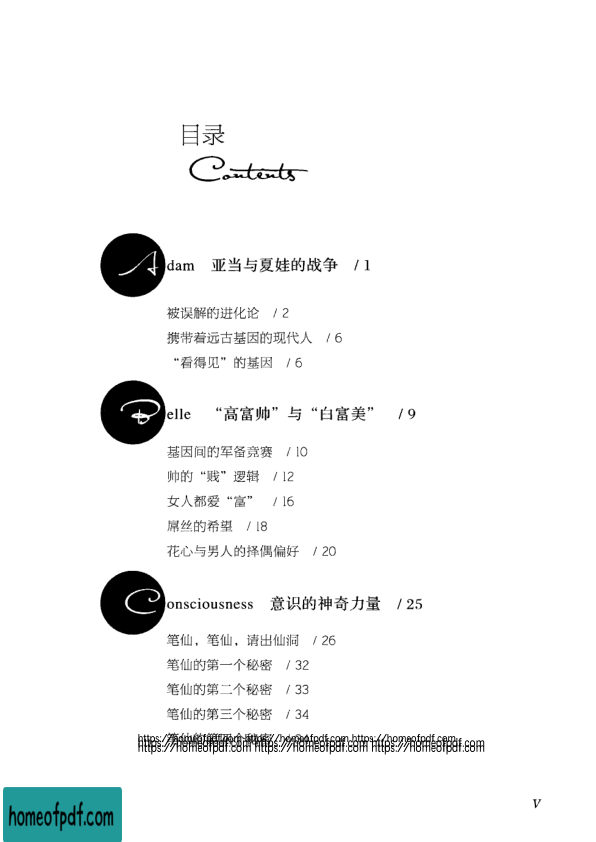 目录
Contents
Adam 亚当与夏娃的战争 / 1
被误解的进化论 / 2
携带着远古基因的现代人 / 6
“看得见”的基因 / 6
Belle “高富帅”与“白富美” / 9
基因间的军备竞赛 / 10
帅的“贱”逻辑 / 12
女人都爱“富” / 16
屌丝的希望 / 18
花心与男人的择偶偏好 / 20
Consciousness 意识的神奇力量 / 25
笔仙，笔仙，请出仙洞 / 26
笔仙的第一个秘密 / 32
笔仙的第二个秘密 / 33
笔仙的第三个秘密 / 34
https://homeofpdf.com https://homeofpdf.com https://homeofpdf.com
https://homeofpdf.com https://homeofpdf.com https://homeofpdf.com
V
homeofpdf.com